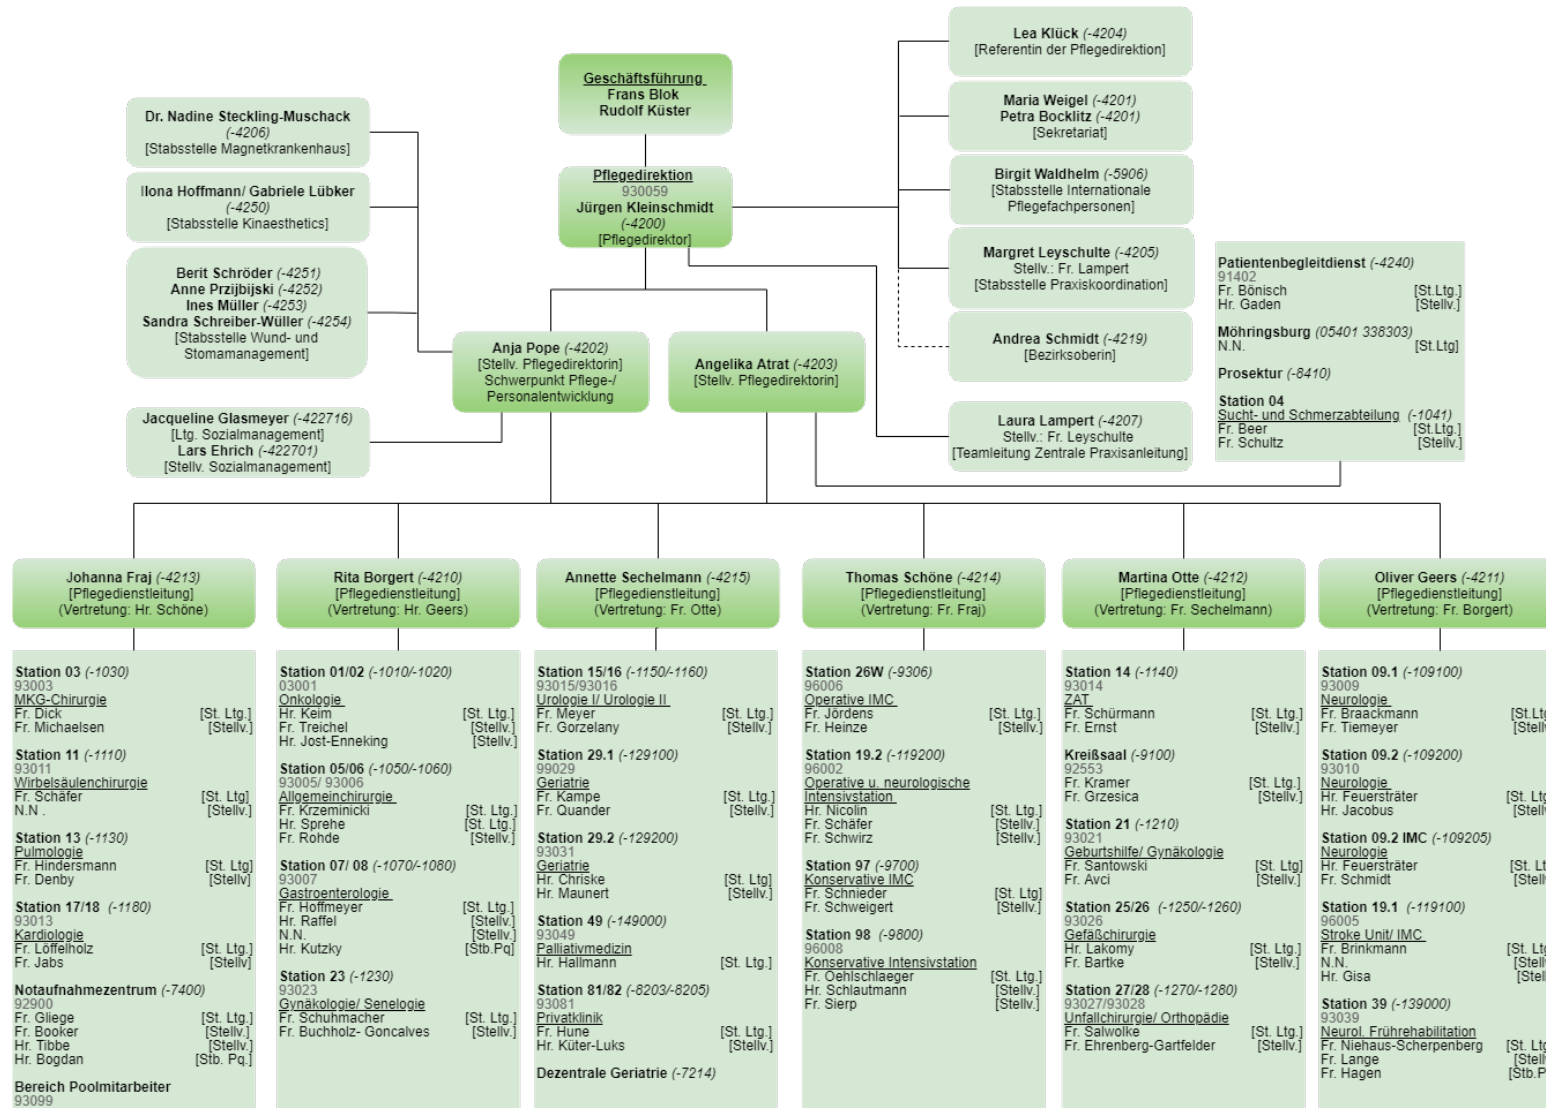 Geschäftsführung
Frans Blok
Rudolf Küster
Pflegedirektion
930059
Jürgen Kleinschmidt
(-4200)
[Pflegedirektor]
Dr. Nadine Steckling-Muschack
(-4206)
[Stabsstelle Magnetkrankenhaus]
Ilona Hoffmann/ Gabriele Lübker
(-4250)
[Stabsstelle Kinaesthetics]
Berit Schröder (-4251)
Anne Przijbijski (-4252)
Ines Müller (-4253)
Sandra Schreiber-Wüller (-4254)
[Stabsstelle Wund- und
Stomamanagement]
Jacqueline Glasmeyer (-422716)
[Ltg. Sozialmanagement]
Lars Ehrich (-422701)
[Stellv. Sozialmanagement]
Anja Pope (-4202)
[Stellv. Pflegedirektorin]
Schwerpunkt Pflege-/
Personalentwicklung
Angelika Atrat (-4203)
[Stellv. Pflegedirektorin]
Lea Klück (-4204)
[Referentin der Pflegedirektion]
Maria Weigel (-4201)
Petra Bocklitz (-4201)
[Sekretariat]
Birgit Waldhelm (-5906)
[Stabsstelle Internationale
Pflegefachpersonen]
Margret Leyschulte (-4205)
Stellv.: Fr. Lampert
[Stabsstelle Praxiskoordination]
Andrea Schmidt (-4219)
[Bezirksoberin]
Laura Lampert (-4207)
Stellv.: Fr. Leyschulte
[Teamleitung Zentrale Praxisanleitung]
Patientenbegleitdienst (-4240)
91402
Fr. Bönisch [St.Ltg.]
Hr. Gaden [Stellv.]
Möhringsburg (05401 338303)
N.N. [St.Ltg]
Prosektur (-8410)
Station 04
Sucht- und Schmerzabteilung (-1041)
Fr. Beer [St.Ltg.]
Fr. Schultz [Stellv.]
Johanna Fraj (-4213)
[Pflegedienstleitung]
(Vertretung: Hr. Schöne)
Station 03 (-1030)
93003
MKG-Chirurgie
Fr. Dick [St. Ltg.]
Fr. Michaelsen [Stellv.]
Station 11 (-1110)
93011
Wirbelsäulenchirurgie
Fr. Schäfer [St. Ltg]
N.N . [Stellv.]
Station 13 (-1130)
Pulmologie
Fr. Hindersmann [St. Ltg]
Fr. Denby [Stellv]
Station 17/18 (-1180)
93013
Kardiologie
Fr. Löffelholz [St. Ltg.]
Fr. Jabs [Stellv]
Notaufnahmezentrum (-7400)
92900
Fr. Gliege [St. Ltg.]
Fr. Booker [Stellv.]
Hr. Tibbe [Stellv.]
Hr. Bogdan [Stb. Pq.]
Bereich Poolmitarbeiter
93099
Rita Borgert (-4210)
[Pflegedienstleitung]
(Vertretung: Hr. Geers)
Station 01/02 (-1010/-1020)
03001
Onkologie
Hr. Keim [St. Ltg.]
Fr. Treichel [Stellv.]
Hr. Jost-Enneking [Stellv.]
Station 05/06 (-1050/-1060)
93005/ 93006
Allgemeinchirurgie
Fr. Krzeminicki [St. Ltg.]
Hr. Sprehe [St. Ltg.]
Fr. Rohde [Stellv.]
Station 07/ 08 (-1070/-1080)
93007
Gastroenterologie
Fr. Hoffmeyer [St. Ltg.]
Hr. Raffel [Stellv.]
N.N. [Stellv.]
Hr. Kutzky [Stb.Pq]
Station 23 (-1230)
93023
Gynäkologie/ Senelogie
Fr. Schuhmacher [St. Ltg.]
Fr. Buchholz- Goncalves [Stellv.]
Annette Sechelmann (-4215)
[Pflegedienstleitung]
(Vertretung: Fr. Otte)
Station 15/16 (-1150/-1160)
93015/93016
Urologie I/ Urologie II
Fr. Meyer [St. Ltg.]
Fr. Gorzelany [Stellv.]
Station 29.1 (-129100)
99029
Geriatrie
Fr. Kampe [St. Ltg.]
Fr. Quander [Stellv.]
Station 29.2 (-129200)
93031
Geriatrie
Hr. Chriske [St. Ltg]
Hr. Maunert [Stellv.]
Station 49 (-149000)
93049
Palliativmedizin
Hr. Hallmann [St. Ltg.]
Station 81/82 (-8203/-8205)
93081
Privatklinik
Fr. Hune [St. Ltg.]
Hr. Küter-Luks [Stellv.]
Dezentrale Geriatrie (-7214)
Thomas Schöne (-4214)
[Pflegedienstleitung]
(Vertretung: Fr. Fraj)
Station 26W (-9306)
96006
Operative IMC
Fr. Jördens [St. Ltg.]
Fr. Heinze [Stellv.]
Station 19.2 (-119200)
96002
Operative u. neurologische
Intensivstation
Hr. Nicolin [St. Ltg.]
Fr. Schäfer [Stellv.]
Fr. Schwirz [Stellv.]
Station 97 (-9700)
Konservative IMC
Fr. Schnieder [St. Ltg]
Fr. Schweigert [Stellv.]
Station 98 (-9800)
96008
Konservative Intensivstation
Fr. Oehlschlaeger [St. Ltg.]
Hr. Schlautmann [Stellv.]
Fr. Sierp [Stellv.]
Martina Otte (-4212)
[Pflegedienstleitung]
(Vertretung: Fr. Sechelmann)
Station 14 (-1140)
93014
ZAT
Fr. Schürmann [St. Ltg.]
Fr. Ernst [Stellv.]
Kreißsaal (-9100)
92553
Fr. Kramer [St. Ltg.]
Fr. Grzesica [Stellv.]
Station 21 (-1210)
93021
Geburtshilfe/ Gynäkologie
Fr. Santowski [St. Ltg]
Fr. Avci [Stellv.]
Station 25/26 (-1250/-1260)
93026
Gefäßchirurgie
Hr. Lakomy [St. Ltg.]
Fr. Bartke [Stellv.]
Station 27/28 (-1270/-1280)
93027/93028
Unfallchirurgie/ Orthopädie
Fr. Salwolke [St. Ltg.]
Fr. Ehrenberg-Gartfelder [Stellv.]
Oliver Geers (-4211)
[Pflegedienstleitung]
(Vertretung: Fr. Borgert)
Station 09.1 (-109100)
93009
Neurologie
Fr. Braackmann [St.Ltg
Fr. Tiemeyer [Stellv
Station 09.2 (-109200)
93010
Neurologie
Hr. Feuersträter [St. Ltg
Hr. Jacobus [Stellv
Station 09.2 IMC (-109205)
Neurologie
Hr. Feuersträter [St. Lt
Fr. Schmidt [Stellv
Station 19.1 (-119100)
96005
Stroke Unit/ IMC
Fr. Brinkmann [St. Ltg
N.N. [Stellv
Hr. Gisa [Stell
Station 39 (-139000)
93039
Neurol. Frührehabilitation
Fr. Niehaus-Scherpenberg [St. Ltg
Fr. Lange [Stell
Fr. Hagen [Stb.P